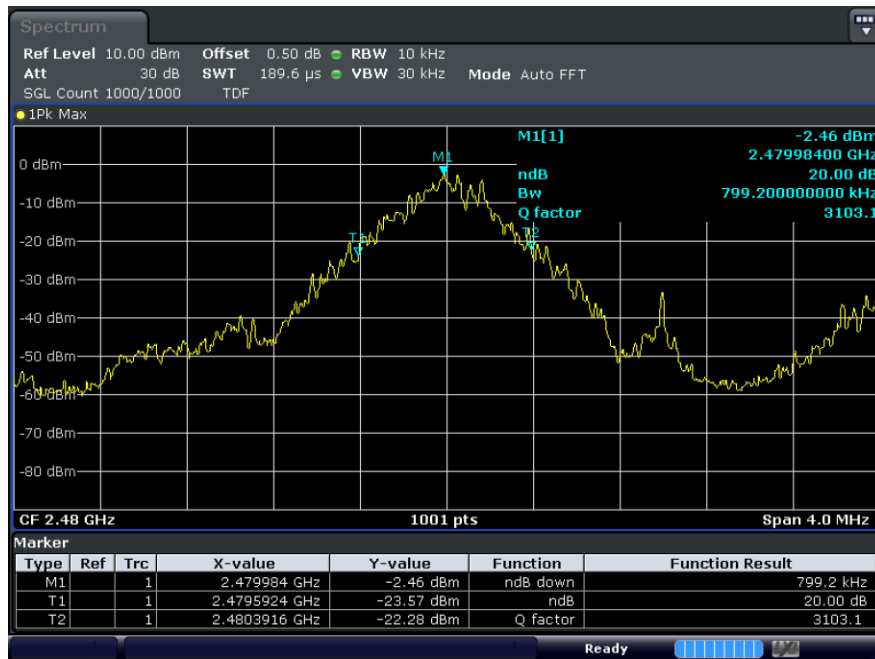 Spectrum
Ref Level 10.00 dBm Offset 0.50 dB RBW 10 kHz
Att 30 dB SWT 189.6 µs VBW 30 kHz Mode Auto FFT
SGL Count 1000/1000 TDF
1Pk Max
M1[1] -2.46 dBm
2.47998400 GHz
ndB 20.00 dB
Bw 799.200000000 kHz
Q factor 3103.1
M1
T1
T2
0 dBm
-10 dBm
-20 dBm
-30 dBm
-40 dBm
-50 dBm
-60 dBm
-70 dBm
-80 dBm
CF 2.48 GHz 1001 pts Span 4.0 MHz
Marker
Type Ref Trc X-value Y-value Function Function Result
M1 1 2.479984 GHz -2.46 dBm ndB down 799.2 kHz
T1 1 2.4795924 GHz -23.57 dBm ndB 20.00 dB
T2 1 2.4803916 GHz -22.28 dBm Q factor 3103.1
Ready